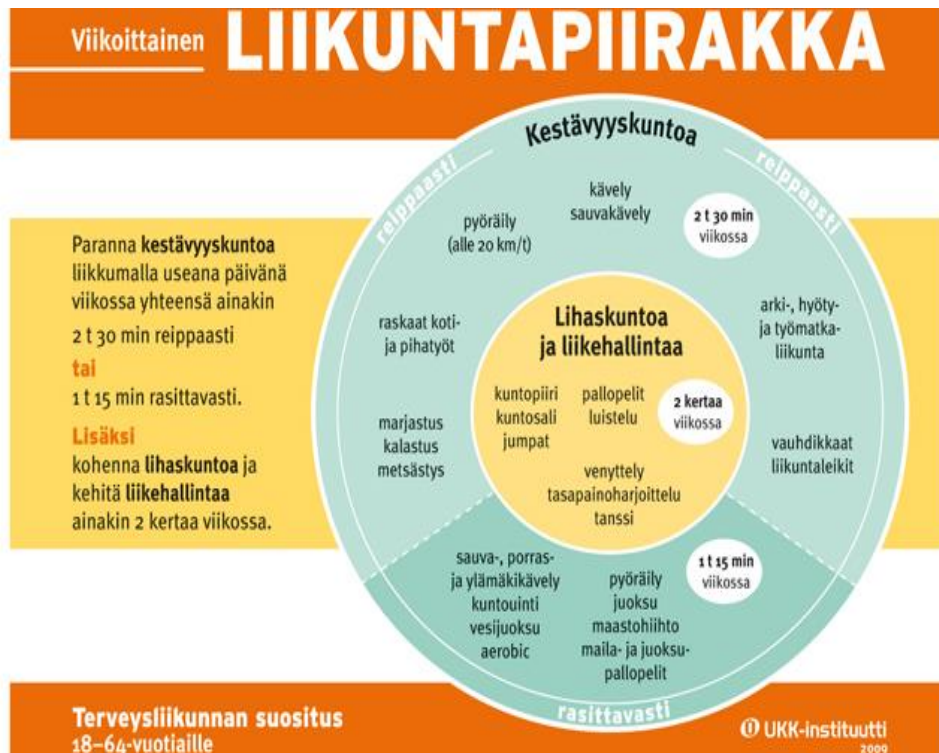 Viikoittainen LIIKUNTAPIIRAKKA
Paranna kestävyyskuntoa
liikkumalla useana päivänä
viikossa yhteensä ainakin
2 t 30 min reippaasti
tai
1 t 15 min rasittavasti.
Lisäksi
kohenna lihaskuntoa ja
kehitä liikehallintaa
ainakin 2 kertaa viikossa.
Kestävyyskuntoa
reippaasti
reippaasti
kävely
sauvakävely
2 t 30 min
viikossa
pyöräily
(alle 20 km/t)
raskaat koti-
ja pihatyöt
arki-, hyöty-
ja työmatka-
liikunta
marjastus
kalastus
metsästys
vauhdikkaat
liikuntaleikit
Lihaskuntoa
ja liikehallintaa
kuntopiiri
kuntosali
jumpat
pallopelit
luistelu
2 kertaa
viikossa
venyttely
tasapainoharjoittelu
tanssi
sauva-, porras-
ja ylämäkikävely
kuntouinti
vesijuoksu
aerobic
pyöräily
juoksu
maastohiihto
maila- ja juoksu-
pallopelit
1 t 15 min
viikossa
rasittavasti
Terveysliikunnan suositus
18–64-vuotiaille
UKK-instituutti
2009